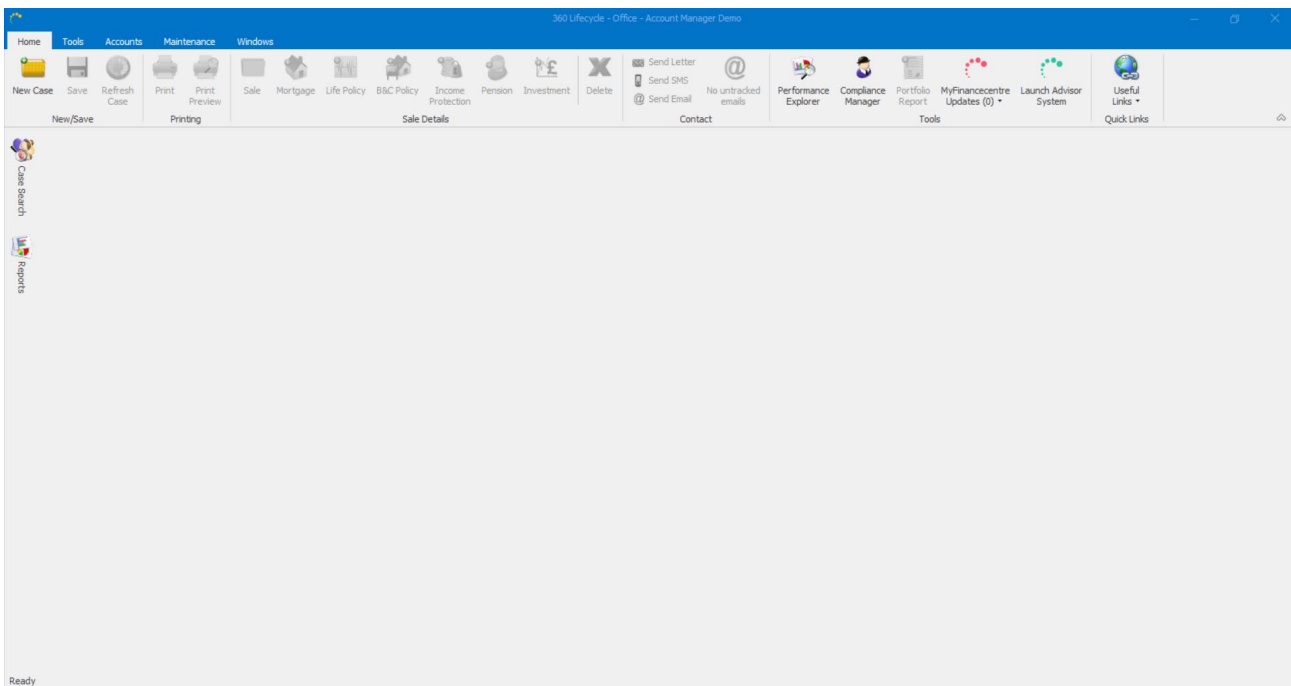 360 Lifecycle - Office - Account Manager Demo
Home Tools Accounts Maintenance Windows
New Case Save Refresh Case Print Print Preview Sale Mortgage Life Policy B&C Policy Income Protection Pension Investment Delete
Send Letter
Send SMS
Send Email
No untracked emails
Performance Explorer Compliance Manager Portfolio Report MyFinancecentre Updates (0) Launch Advisor System Useful Links
New/Save Printing Sale Details Contact Tools Quick Links
Case Search
Reports
Ready